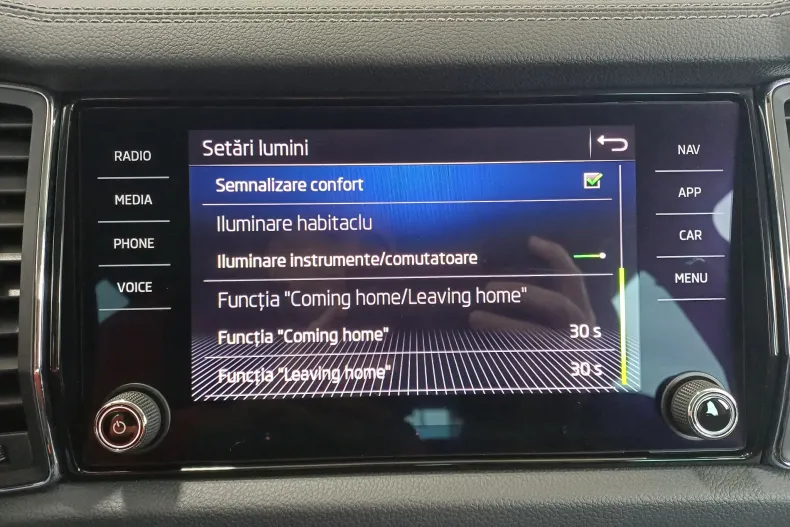 RADIO
MEDIA
PHONE
VOICE
Setări lumini
Semnalizare confort
Iluminare habitaclu
Iluminare instrumente/comutatoare
Funcția "Coming home/Leaving home"
Funcția "Coming home" 30 s
Funcția "Leaving home" 30 s
NAV
APP
CAR
MENU